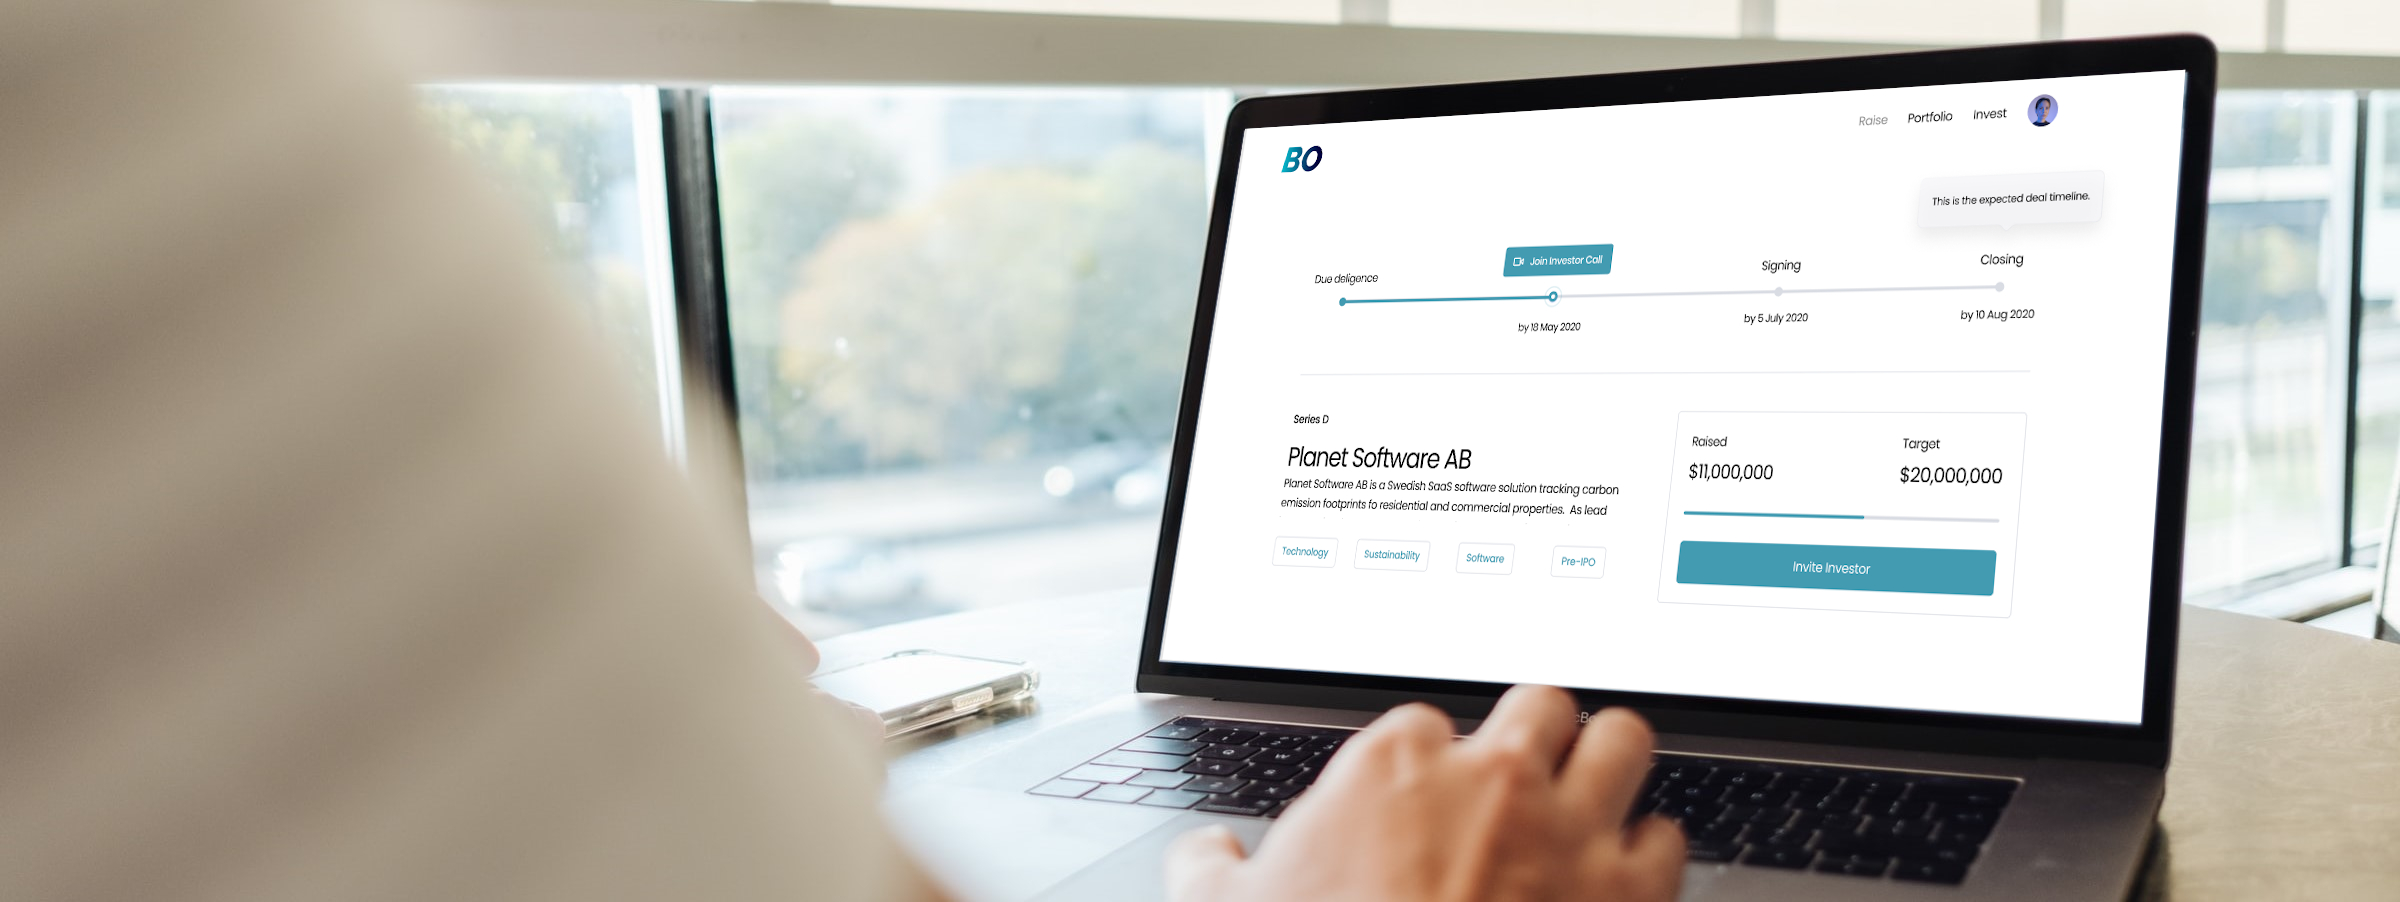 Raise Portfolio Invest
BO
This is the expected deal timeline.
Due deligence
Join Investor Call
Signing
Closing
by 18 May 2020
by 5 July 2020
by 10 Aug 2020
Series D
Planet Software AB
Planet Software AB is a Swedish SaaS software solution tracking carbon
emission footprints fo residential and commercial properties. As lead
Technology
Sustainability
Software
Pre-IPO
Raised
Target
$11,000,000
$20,000,000
Invite Investor
Q W
A S
Z X